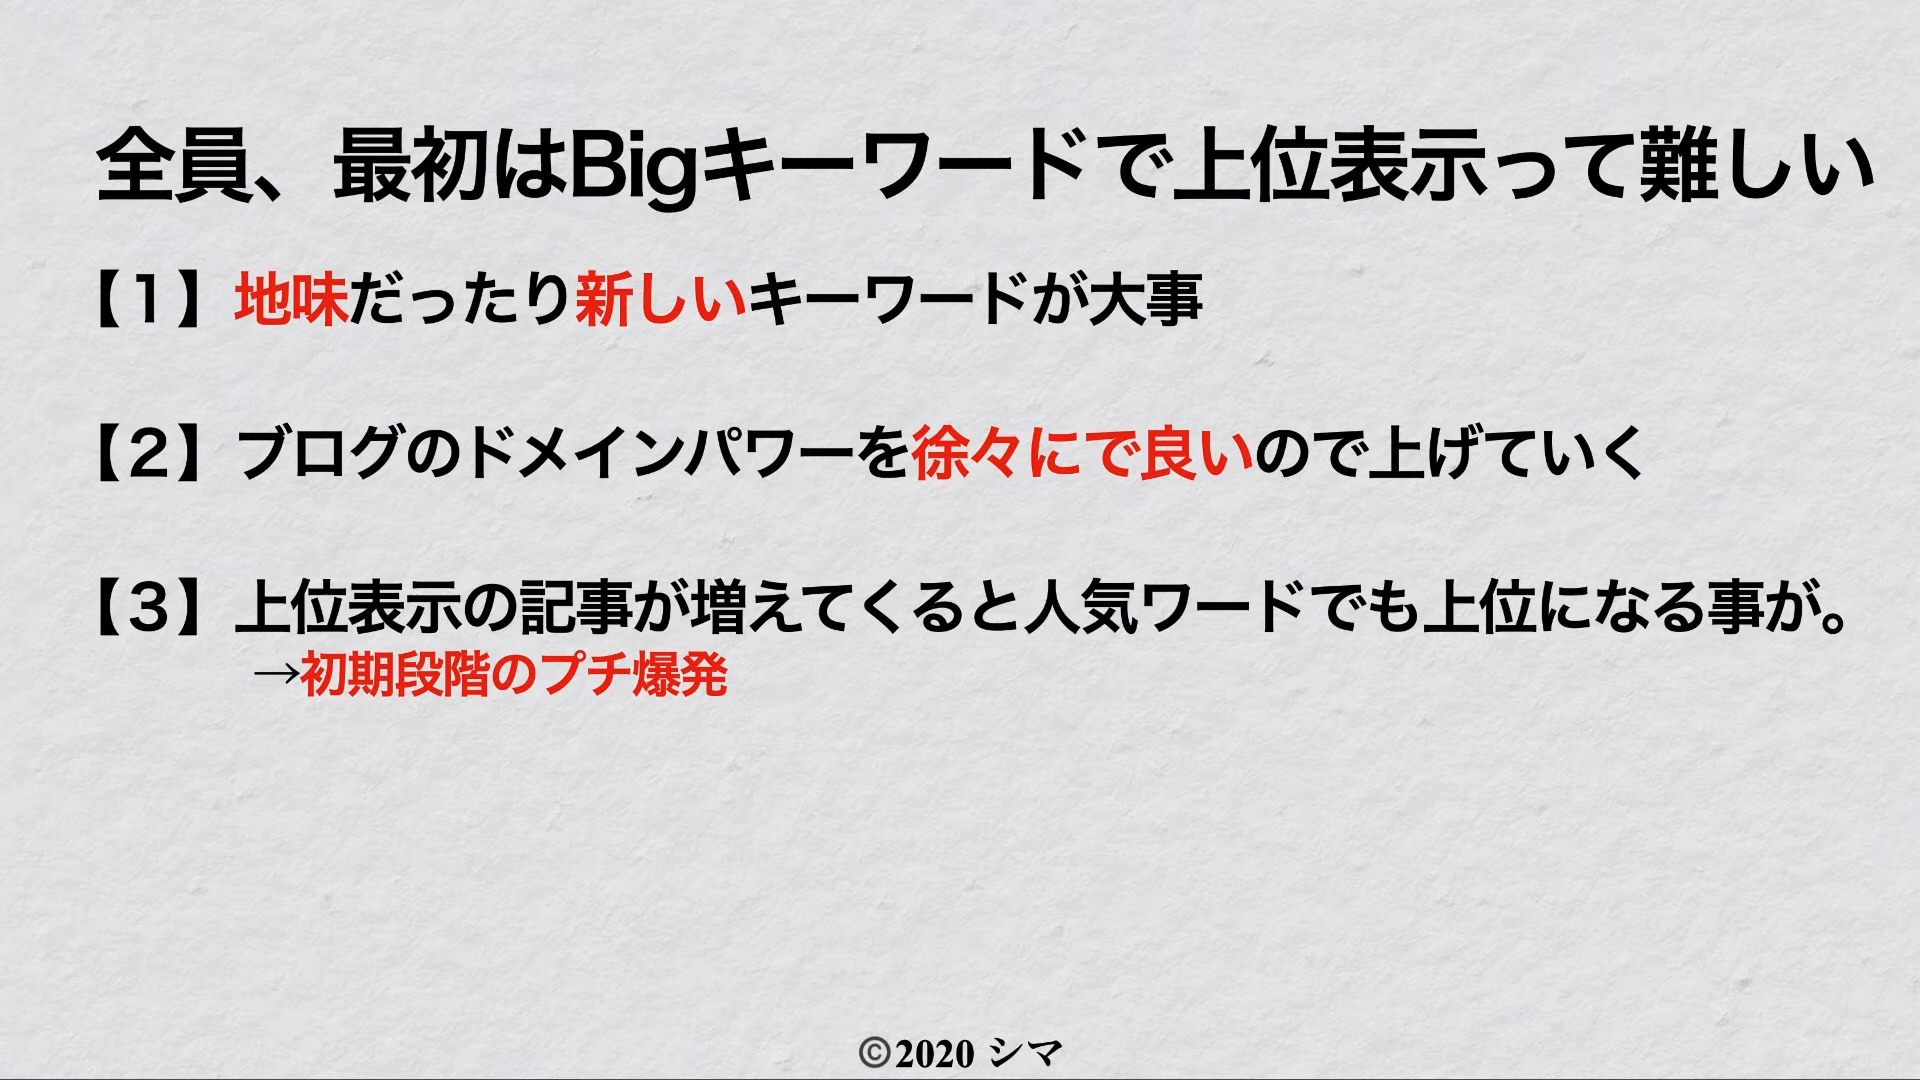 全員、最初はBigキーワードで上位表示って難しい
【１】地味だったり新しいキーワードが大事
【２】ブログのドメインパワーを徐々にで良いので上げていく
【３】上位表示の記事が増えてくると人気ワードでも上位になる事が。
→初期段階のプチ爆発
©2020 シマ